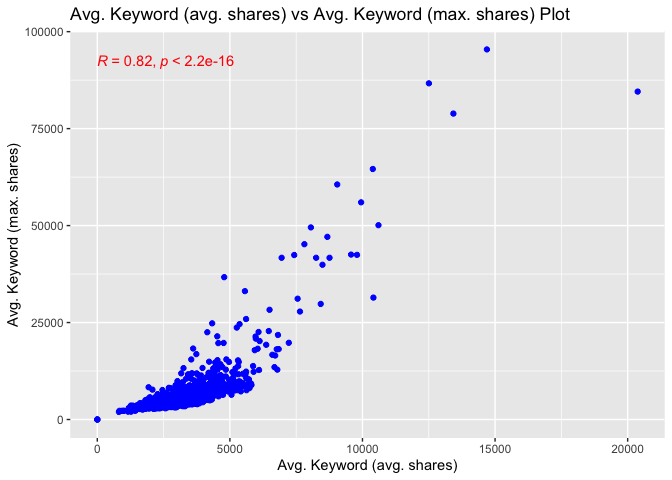 Avg. Keyword (avg. shares) vs Avg. Keyword (max. shares) Plot
R = 0.82, p < 2.2e-16
100000
75000
50000
25000
0
Avg. Keyword (max. shares)
0 5000 10000 15000 20000
Avg. Keyword (avg. shares)